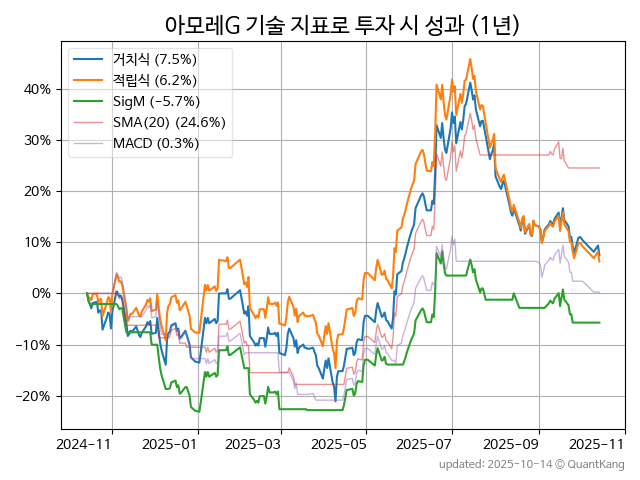 아모레G 기술 지표로 투자 시 성과 (1년)
거치식 (7.5%)
적립식 (6.2%)
SigM (−5.7%)
SMA(20) (24.6%)
MACD (0.3%)
40%
30%
20%
10%
0%
−10%
−20%
2024-11 2025-01 2025-03 2025-05 2025-07 2025-09 2025-11
updated: 2025-10-14 © QuantKang